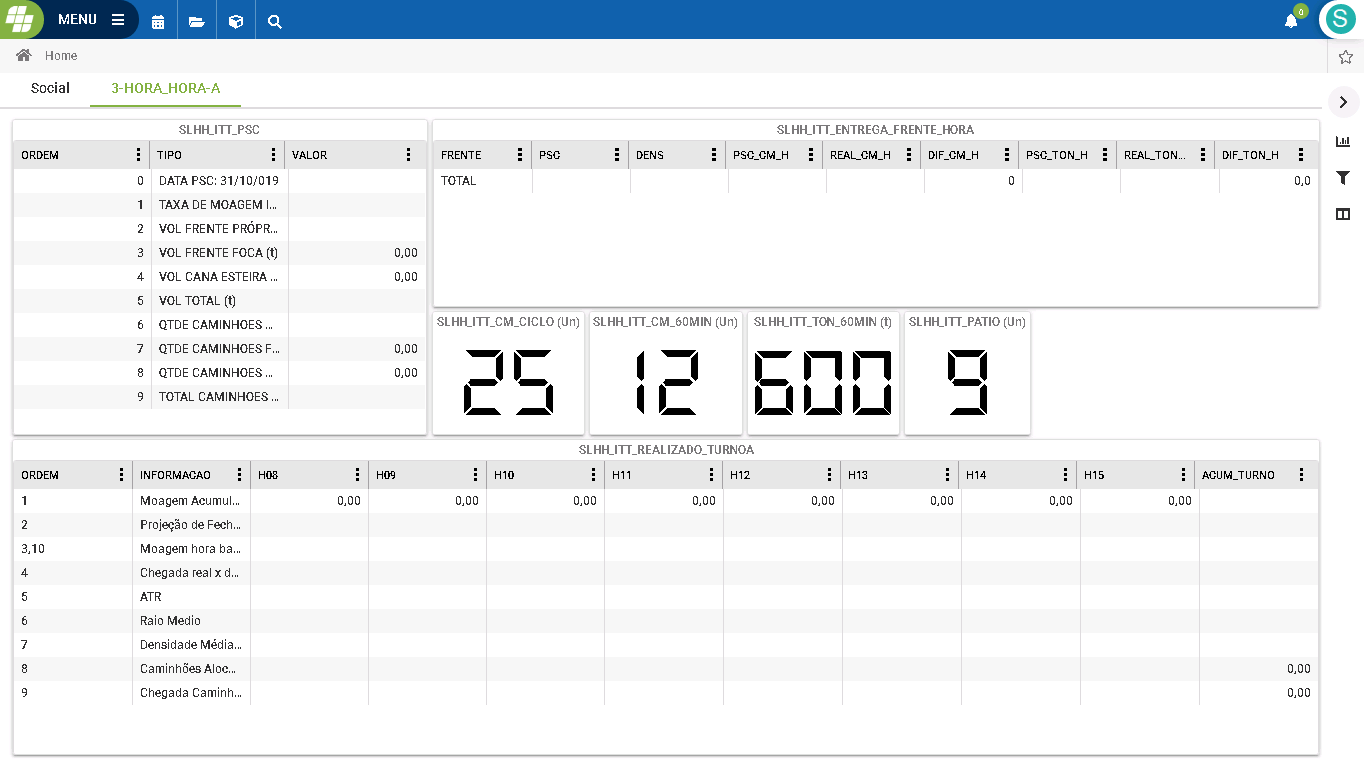 MENU
0
S
Home
Social 3-HORA_HORA-A
SLHH_ITT_PSC
ORDEM TIPO VALOR
0 DATA PSC: 31/10/019
1 TAXA DE MOAGEM I...
2 VOL FRENTE PRÓPR...
3 VOL FRENTE FOCA (t) 0,00
4 VOL CANA ESTEIRA ... 0,00
5 VOL TOTAL (t)
6 QTDE CAMINHOES ...
7 QTDE CAMINHOES F... 0,00
8 QTDE CAMINHOES ... 0,00
9 TOTAL CAMINHOES ...
SLHH_ITT_ENTREGA_FRENTE_HORA
FRENTE PSC DENS PSC_CM_H REAL_CM_H DIF_CM_H PSC_TON_H REAL_TON... DIF_TON_H
TOTAL 0 0,0
SLHH_ITT_CM_CICLO (Un) SLHH_ITT_CM_60MIN (Un) SLHH_ITT_TON_60MIN (t) SLHH_ITT_PATIO (Un)
25 12 600 9
SLHH_ITT_REALIZADO_TURNOA
ORDEM INFORMACAO H08 H09 H10 H11 H12 H13 H14 H15 ACUM_TURNO
1 Moagem Acumul... 0,00 0,00 0,00 0,00 0,00 0,00 0,00 0,00
2 Projeção de Fech...
3,10 Moagem hora ba...
4 Chegada real x d...
5 ATR
6 Raio Medio
7 Densidade Média...
8 Caminhões Aloc... 0,00
9 Chegada Caminh... 0,00